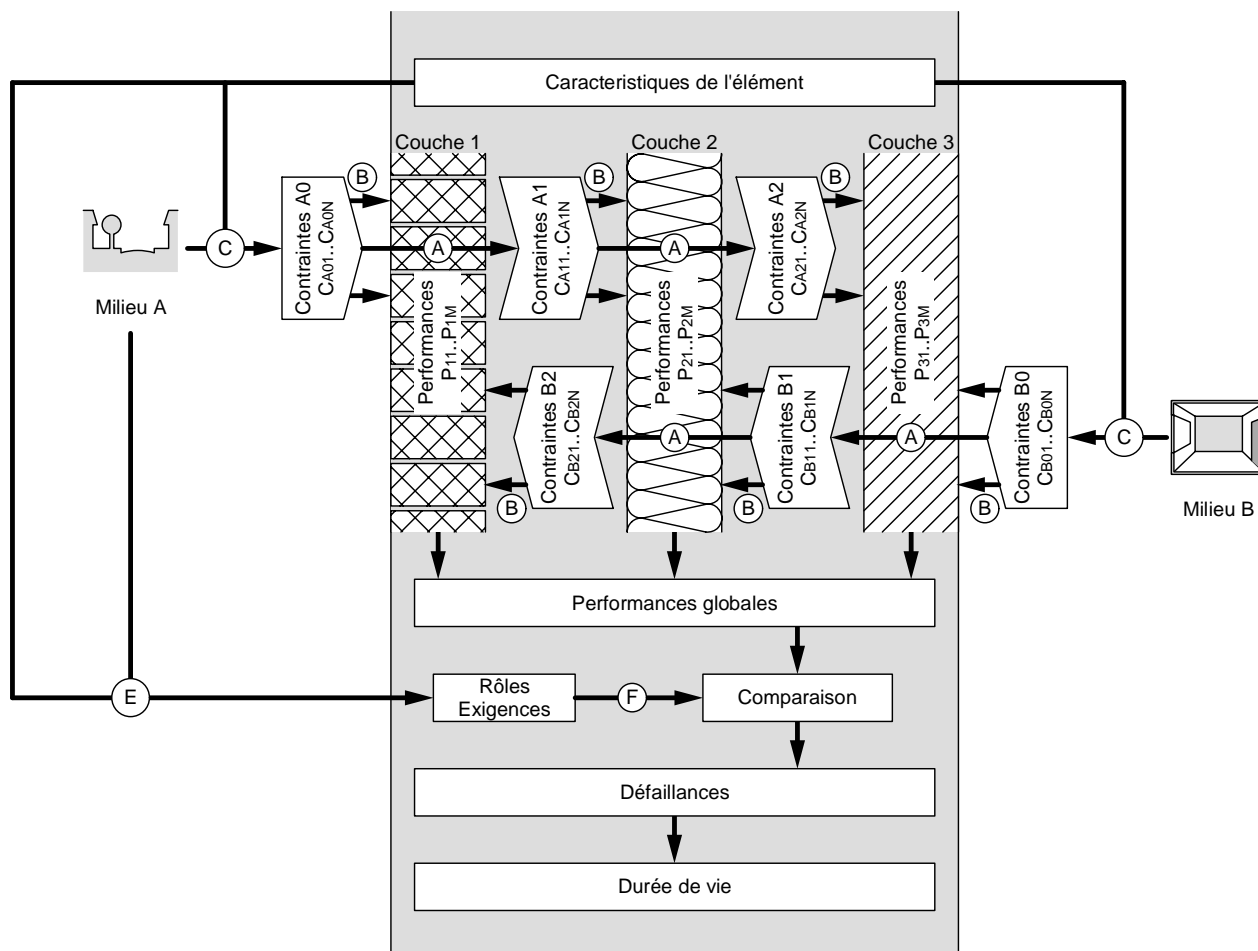 Caracteristiques de l'élément
Couche 1
Couche 2
Couche 3
B
B
B
Contraintes A0
CA01..CA0N
Contraintes A1
CA11..CA1N
Contraintes A2
CA21..CA2N
C
A
A
Milieu A
Performances
P11..P1M
Performances
P21..P2M
Performances
P31..P3M
Contraintes B2
CB21..CB2N
Contraintes B1
CB11..CB1N
Contraintes B0
CB01..CB0N
A
A
C
B
B
B
Milieu B
Performances globales
E
Rôles
Exigences
F
Comparaison
Défaillances
Durée de vie